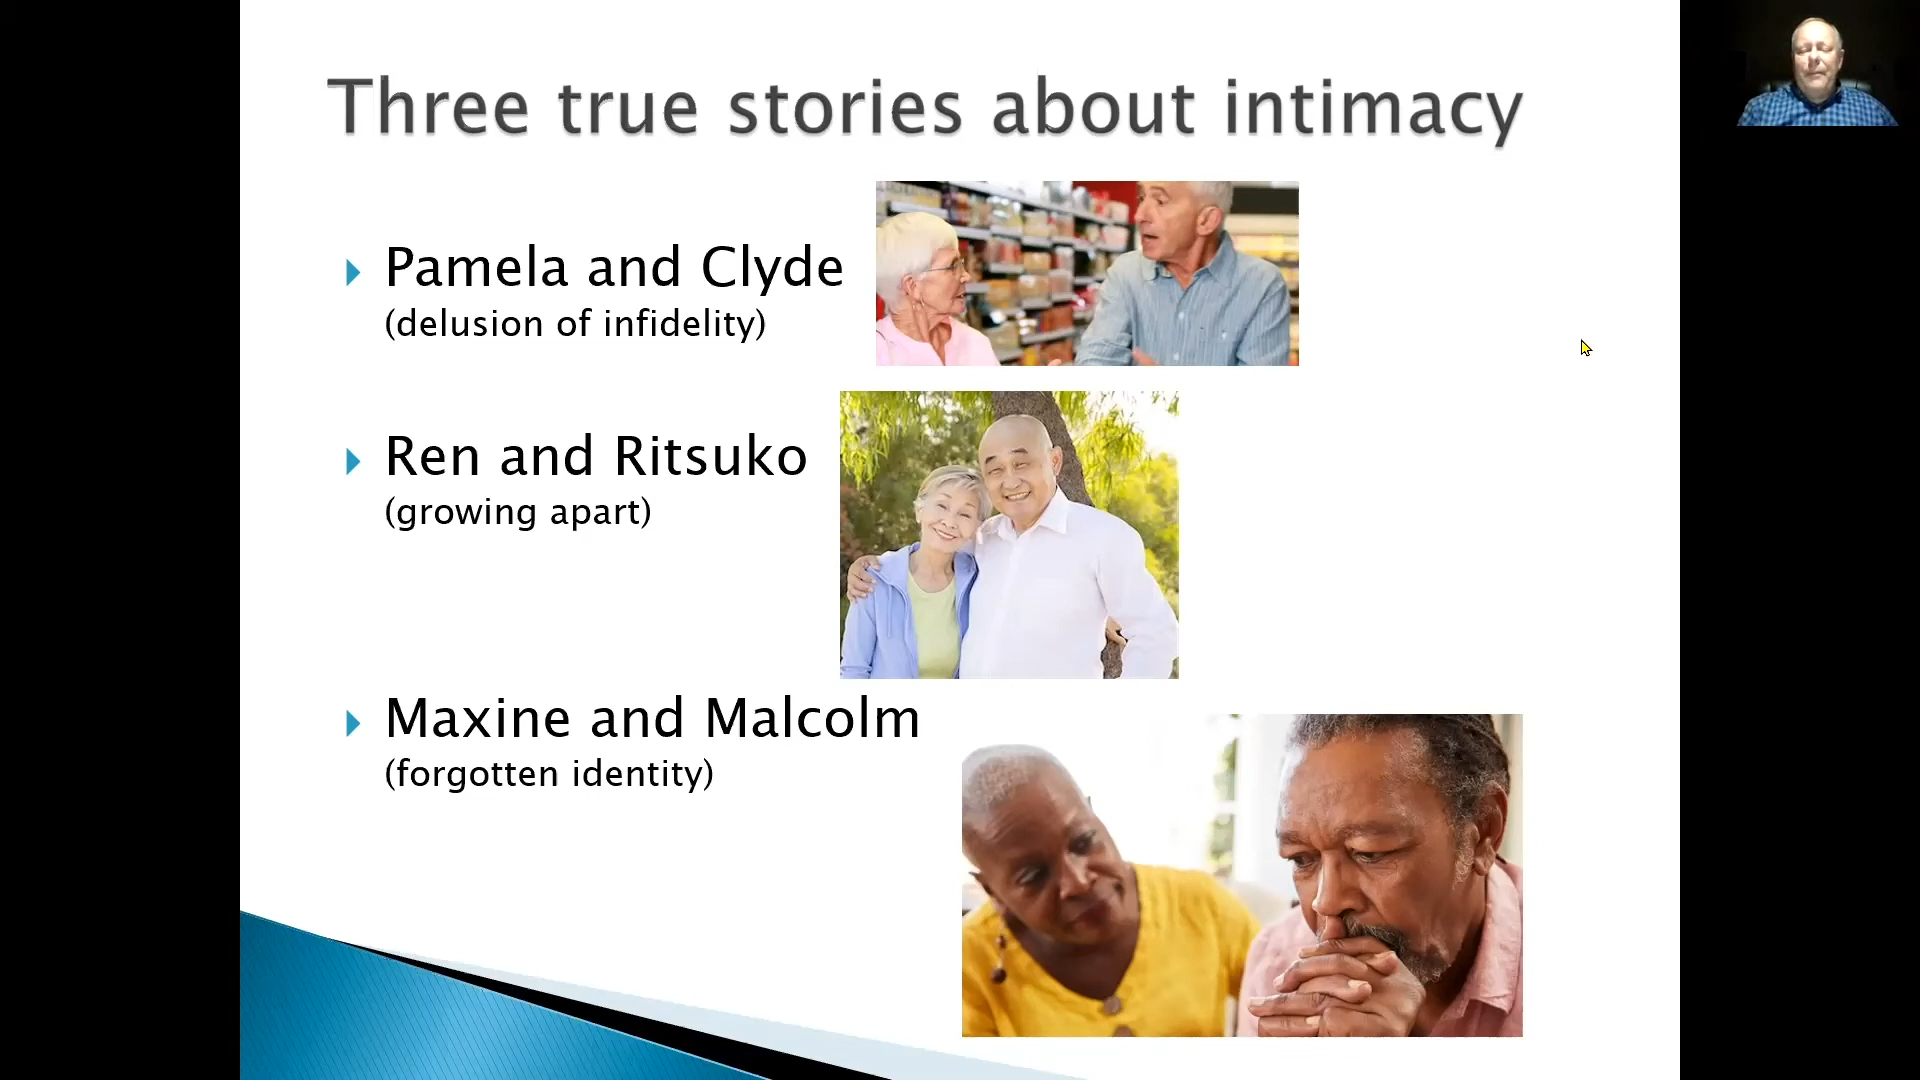 Three true stories about intimacy
Pamela and Clyde
(delusion of infidelity)
Ren and Ritsuko
(growing apart)
Maxine and Malcolm
(forgotten identity)